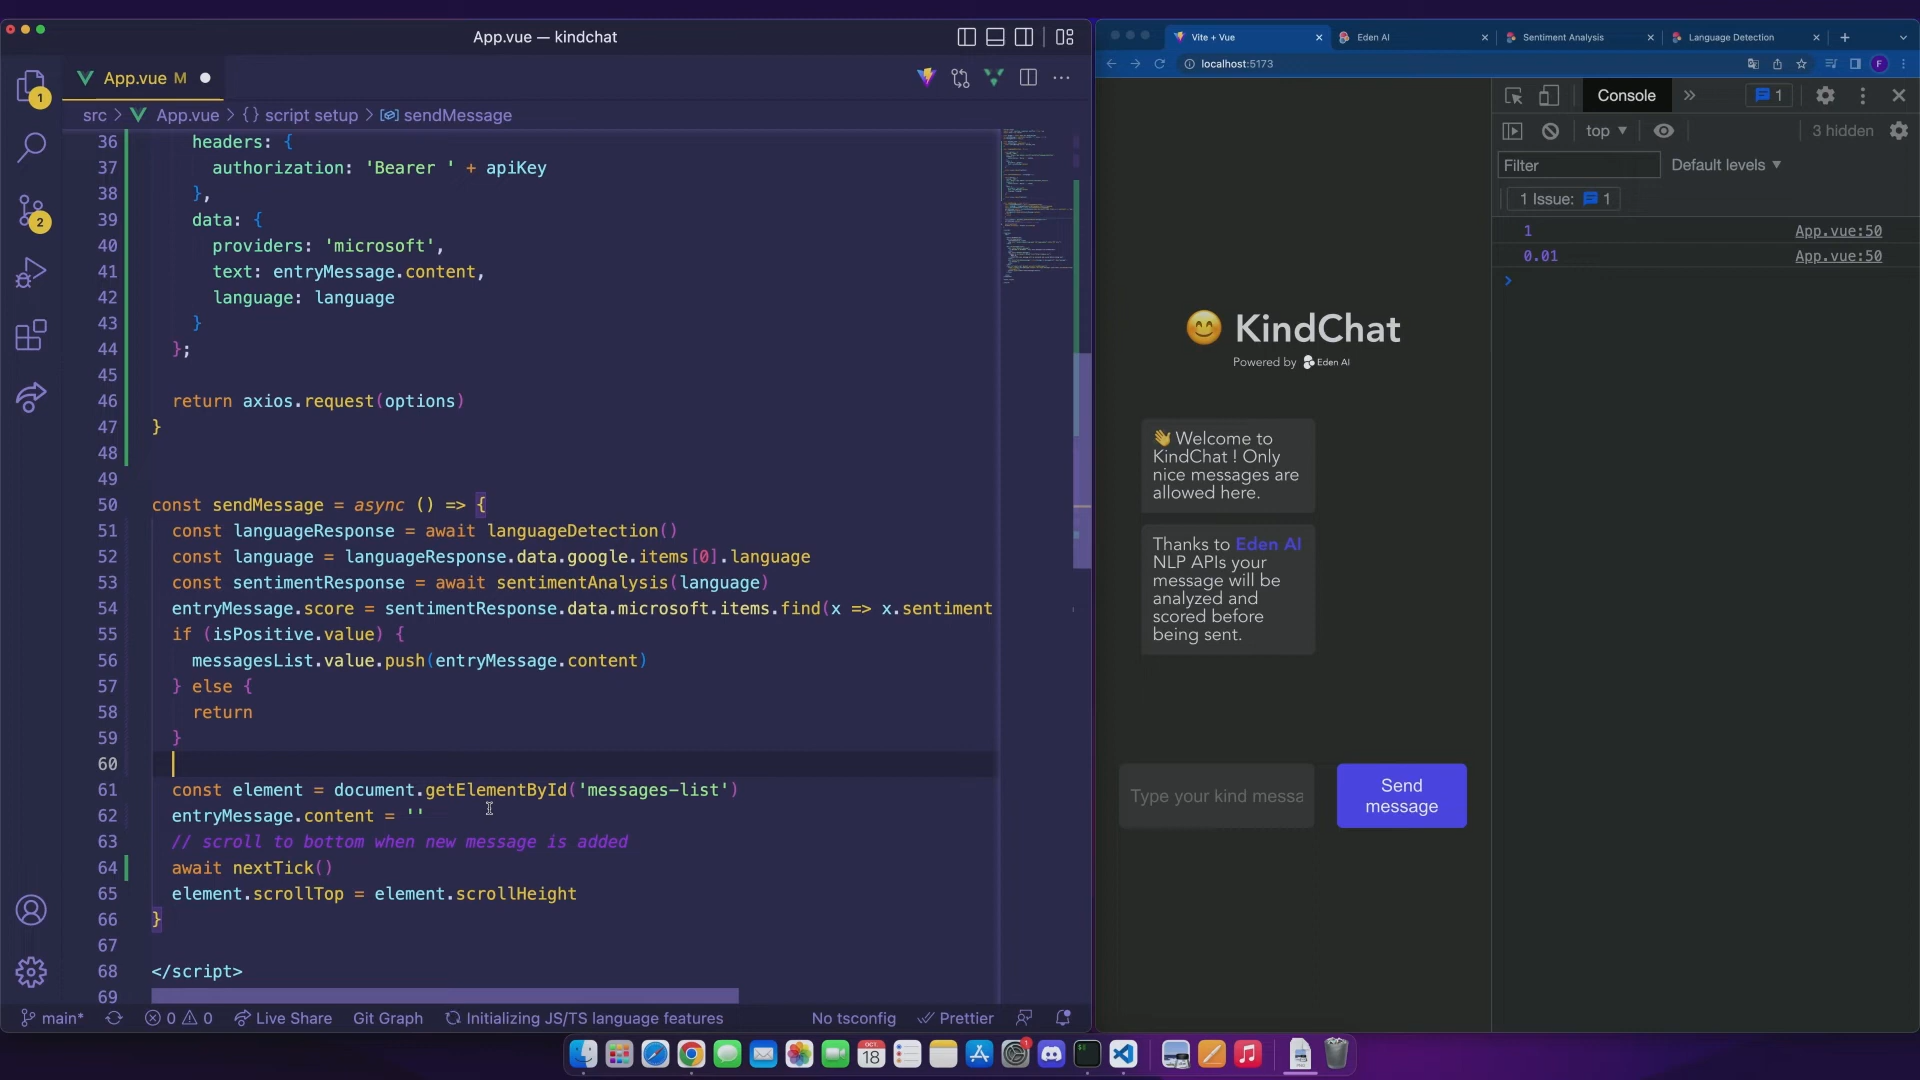 App.vue — kindchat
App.vue M
src > App.vue > {} script setup > sendMessage
36 headers: {
37 authorization: 'Bearer ' + apiKey
38 },
39 data: {
40 providers: 'microsoft',
41 text: entryMessage.content,
42 language: language
43 }
44 };
45
46 return axios.request(options)
47 }
48
49
50 const sendMessage = async () => {
51 const languageResponse = await languageDetection()
52 const language = languageResponse.data.google.items[0].language
53 const sentimentResponse = await sentimentAnalysis(language)
54 entryMessage.score = sentimentResponse.data.microsoft.items.find(x => x.sentiment
55 if (isPositive.value) {
56 messagesList.value.push(entryMessage.content)
57 } else {
58 return
59 }
60
61 const element = document.getElementById('messages-list')
62 entryMessage.content = ''
63 // scroll to bottom when new message is added
64 await nextTick()
65 element.scrollTop = element.scrollHeight
66 }
67
68 </script>
69
1
2
main* 0 0 Live Share Git Graph Initializing JS/TS language features No tsconfig Prettier
Vite + Vue Eden AI Sentiment Analysis Language Detection
localhost:5173
F
KindChat
Powered by Eden AI
Welcome to
KindChat ! Only
nice messages are
allowed here.
Thanks to Eden AI
NLP APIs your
message will be
analyzed and
scored before
being sent.
Type your kind messa
Send
message
Console 1
top 3 hidden
Filter Default levels
1 Issue: 1
1 App.vue:50
0.01 App.vue:50
OCT
18
1